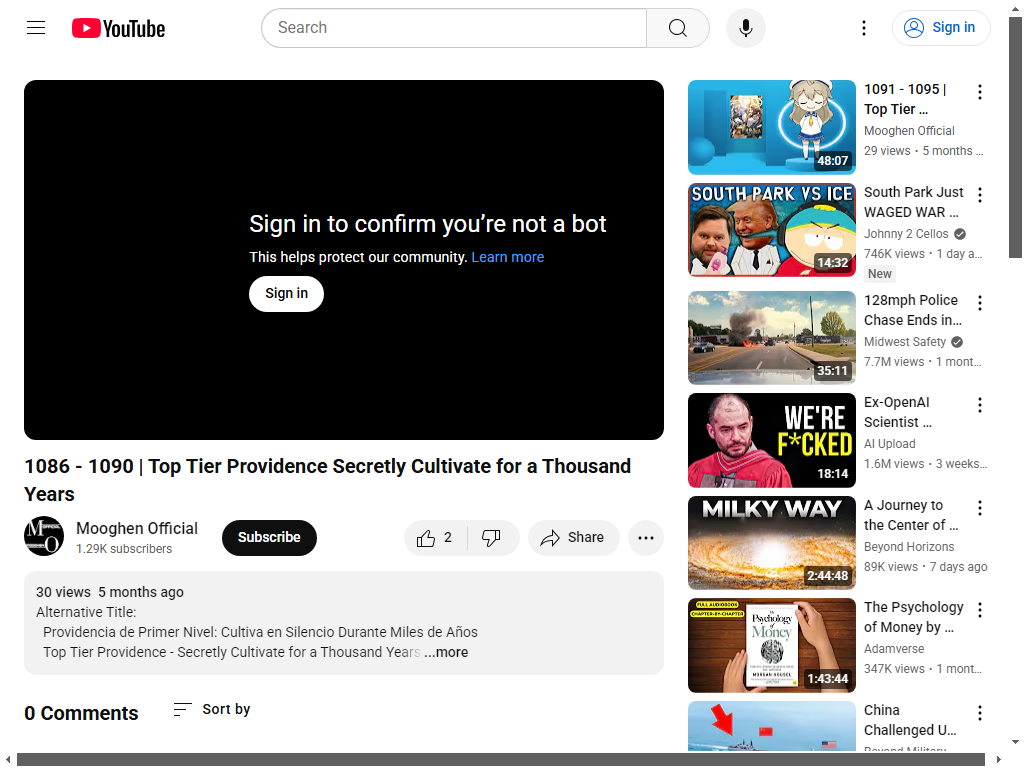 YouTube
Search
Sign in
Sign in to confirm you’re not a bot
This helps protect our community. Learn more
Sign in
1086 - 1090 | Top Tier Providence Secretly Cultivate for a Thousand
Years
Mooghen Official
1.29K subscribers
Subscribe
2
Share
30 views 5 months ago
Alternative Title:
Providencia de Primer Nivel: Cultiva en Silencio Durante Miles de Años
Top Tier Providence - Secretly Cultivate for a Thousand Years ...more
0 Comments
Sort by
48:07
1091 - 1095 |
Top Tier ...
Mooghen Official
29 views • 5 months ...
SOUTH PARK VS ICE
14:32
South Park Just
WAGED WAR ...
Johnny 2 Cellos
746K views • 1 day a...
New
35:11
128mph Police
Chase Ends in...
Midwest Safety
7.7M views • 1 mont...
WE'RE
F*CKED
18:14
Ex-OpenAI
Scientist ...
AI Upload
1.6M views • 3 weeks...
MILKY WAY
2:44:48
A Journey to
the Center of ...
Beyond Horizons
89K views • 7 days ago
FULL AUDIOBOOK
CHAPTER-BY-CHAPTER
The
Psychology
of Money
MORGAN HOUSEL
1:43:44
The Psychology
of Money by ...
Adamverse
347K views • 1 mont...
China
Challenged U...
Beyond Military